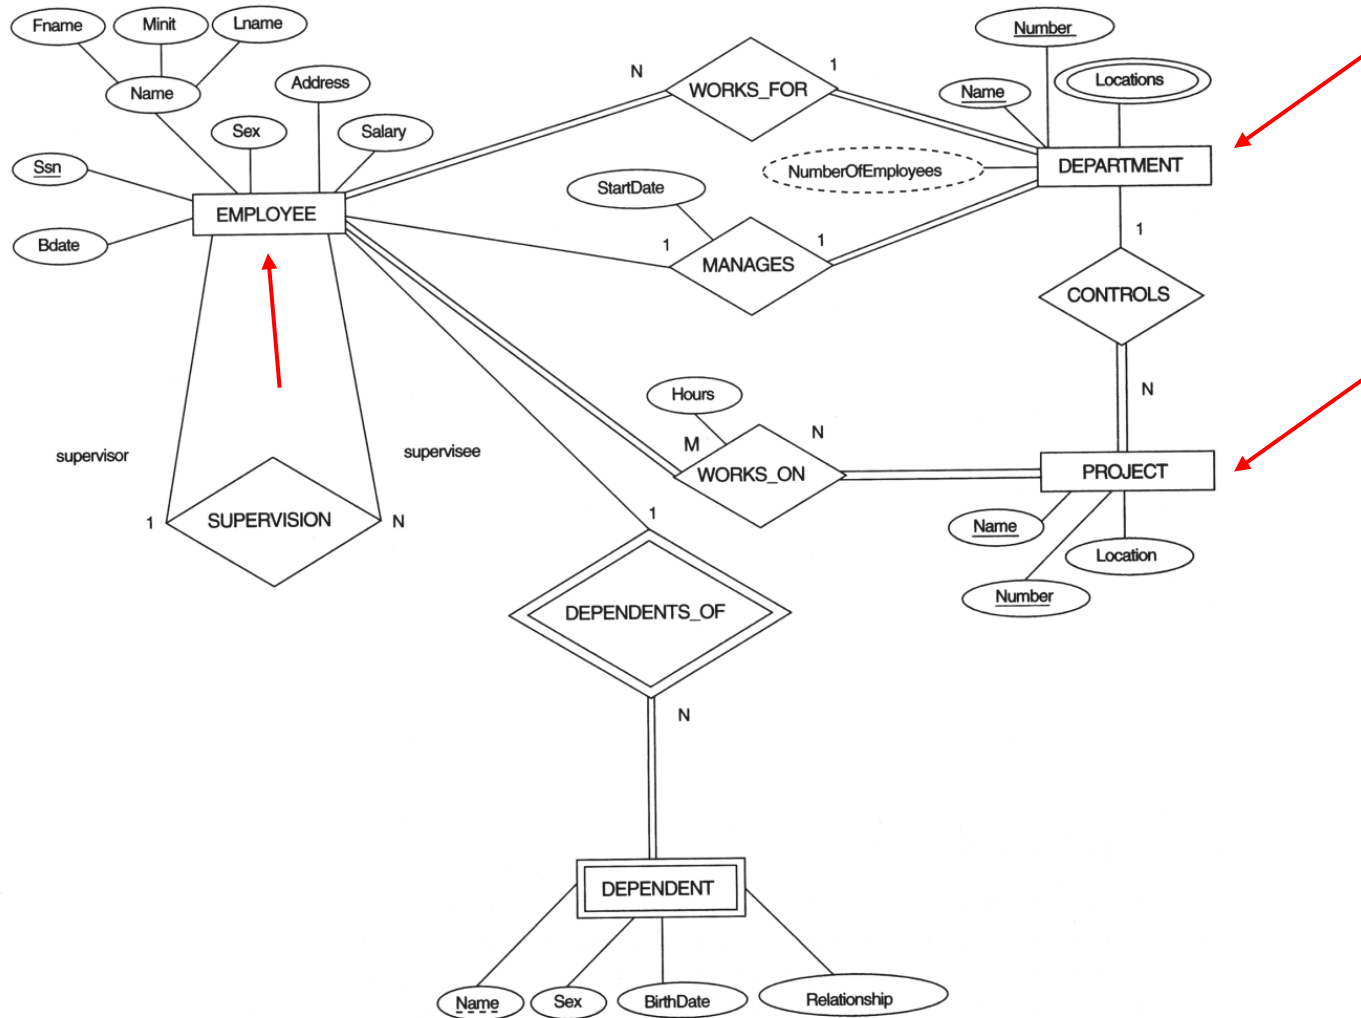 Fname
Minit
Lname
Name
Address
Sex
Salary
Ssn
Bdate
EMPLOYEE
N
WORKS_FOR
1
Number
Locations
Name
NumberOfEmployees
DEPARTMENT
StartDate
1
MANAGES
1
1
CONTROLS
N
Hours
M
N
WORKS_ON
PROJECT
Name
Location
Number
supervisor
supervisee
1
SUPERVISION
N
1
DEPENDENTS_OF
N
DEPENDENT
Name
Sex
BirthDate
Relationship